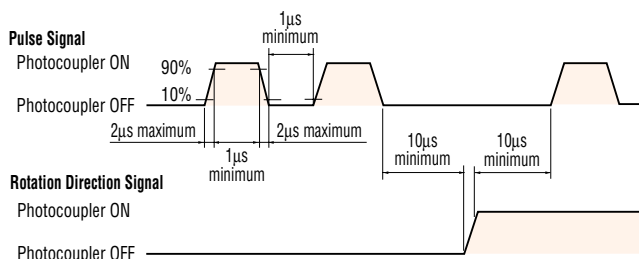 1μs
minimum
Pulse Signal
Photocoupler ON
90%
10%
Photocoupler OFF
2μs maximum
2μs maximum
1μs
minimum
10μs
minimum
10μs
minimum
Rotation Direction Signal
Photocoupler ON
Photocoupler OFF